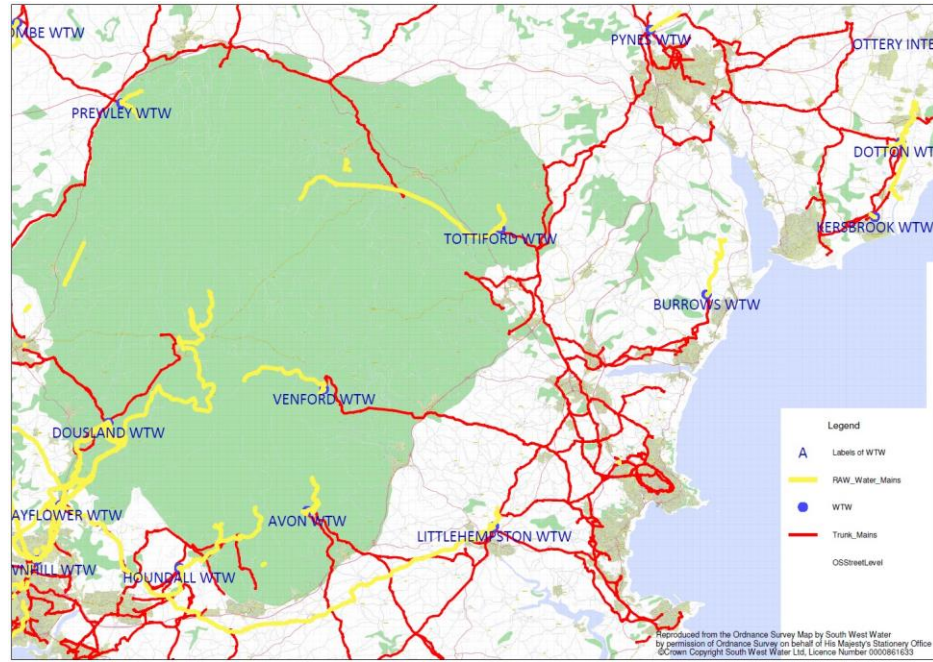 OMBE WTW
PYNES WTW
OTTERY INTE
PREWLEY WTW
DOTTON WT
TOTTIFORD WTW
KERSBROOK WTW
BURROWS WTW
VENFORD WTW
DOUSLAND WTW
AYFLOWER WTW
AVON WTW
LITTLEHEMPSTON WTW
WNHILL WTW
HOUNDALL WTW
Legend
A Labels of WTW
RAW_Water_Mains
WTW
Trunk_Mains
OSStreetLevel
Reproduced from the Ordnance Survey Map by South West Water
by permission of Ordnance Survey on behalf of His Majesty's Stationery Office
©Crown Copyright South West Water Ltd, Licence Number 0000861633